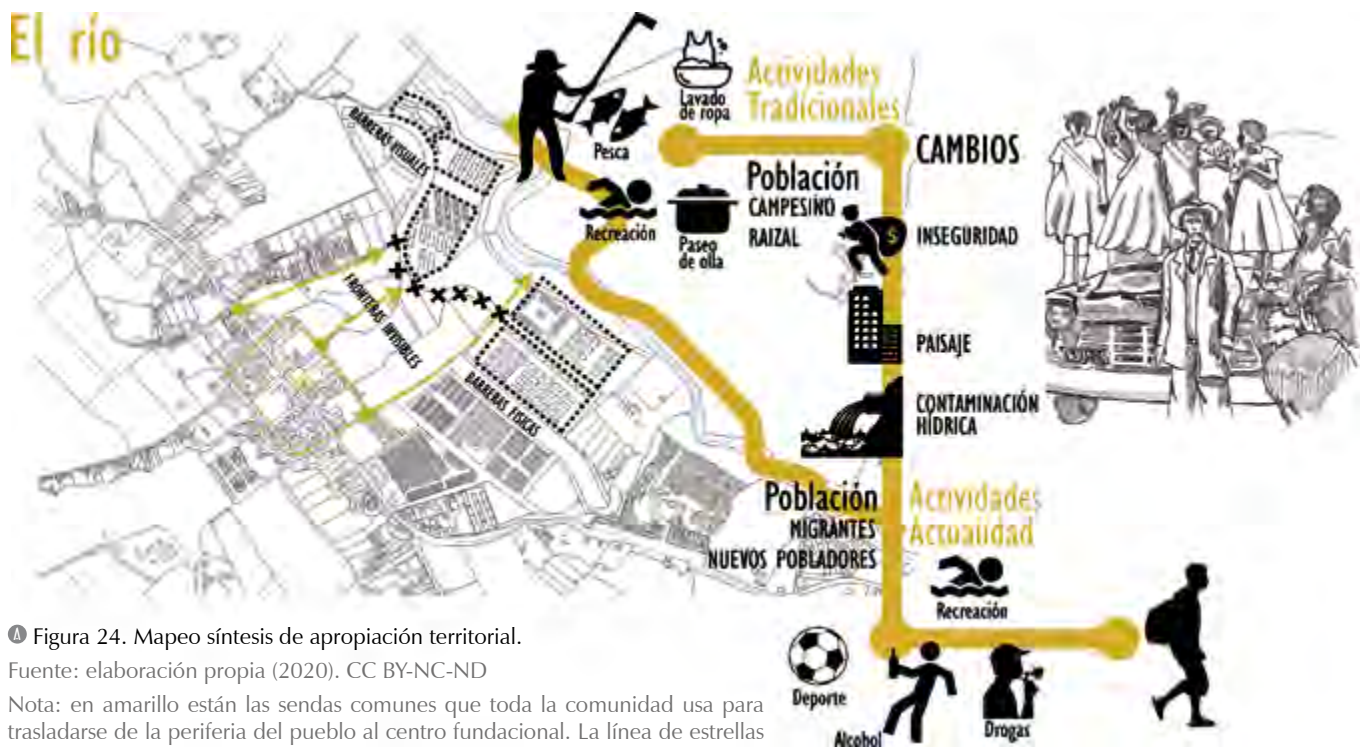 El río
BARRERAS VISUALES
FRONTERAS INVISIBLES
BARRERAS FISICAS
Pesca
Lavado
de ropa
Actividades
Tradicionales
Recreación
Paseo
de olla
Población
CAMPESINO
RAIZAL
CAMBIOS
INSEGURIDAD
$
PAISAJE
CONTAMINACIÓN
HÍDRICA
Población
MIGRANTES
NUEVOS POBLADORES
Actividades
Actualidad
Recreación
Deporte
Alcohol
Drogas
Figura 24. Mapeo síntesis de apropiación territorial.
Fuente: elaboración propia (2020). CC BY-NC-ND
Nota: en amarillo están las sendas comunes que toda la comunidad usa para
trasladarse de la periferia del pueblo al centro fundacional. La línea de estrellas